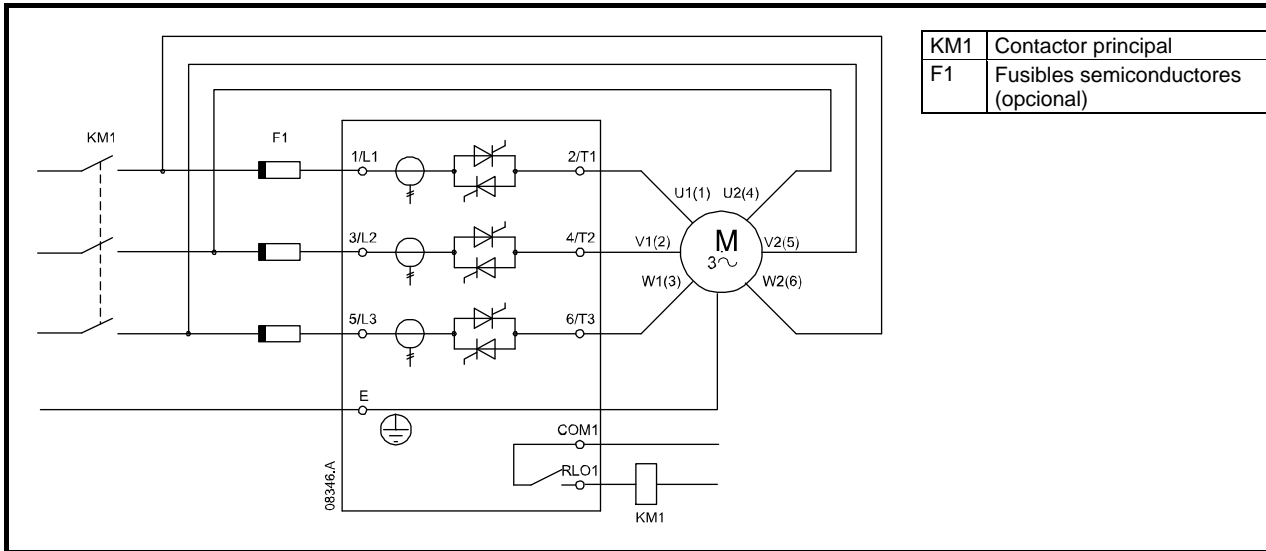 KM1 Contactor principal
F1 Fusibles semiconductores
(opcional)
KM1
F1
1/L1
2/T1
U1(1) U2(4)
3/L2
4/T2
V1(2)
M
3~
V2(5)
W1(3)
W2(6)
5/L3
6/T3
E
COM1
RLO1
KM1
08346.A